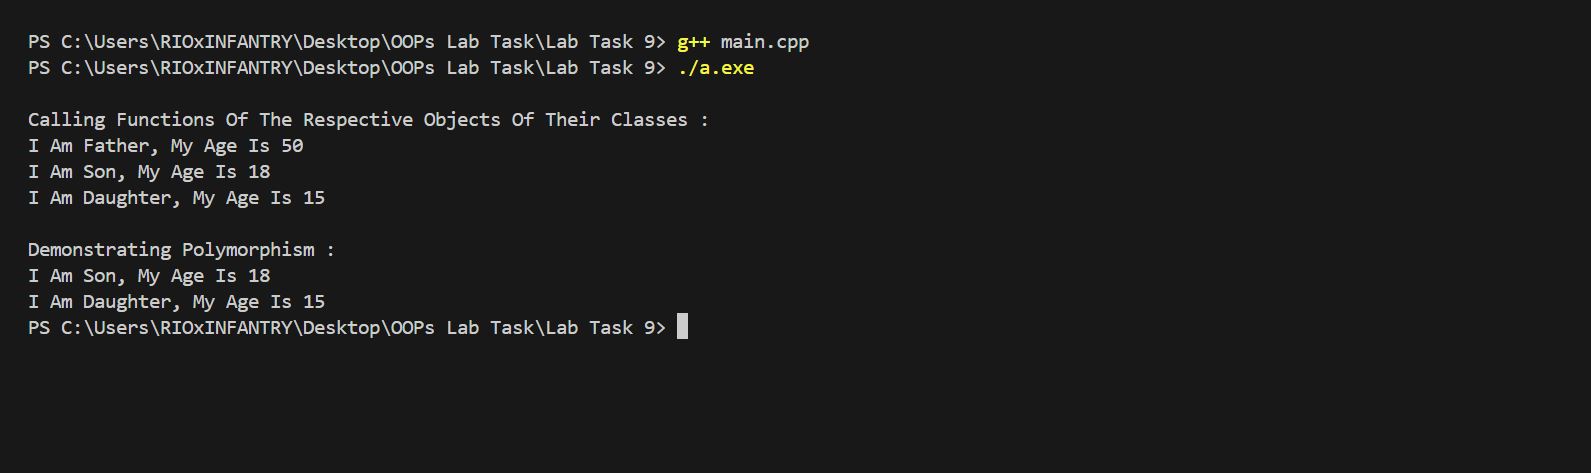 PS C:\Users\RIOxINFANTRY\Desktop\OOPs Lab Task\Lab Task 9> g++ main.cpp
PS C:\Users\RIOxINFANTRY\Desktop\OOPs Lab Task\Lab Task 9> ./a.exe
Calling Functions Of The Respective Objects Of Their Classes :
I Am Father, My Age Is 50
I Am Son, My Age Is 18
I Am Daughter, My Age Is 15
Demonstrating Polymorphism :
I Am Son, My Age Is 18
I Am Daughter, My Age Is 15
PS C:\Users\RIOxINFANTRY\Desktop\OOPs Lab Task\Lab Task 9>